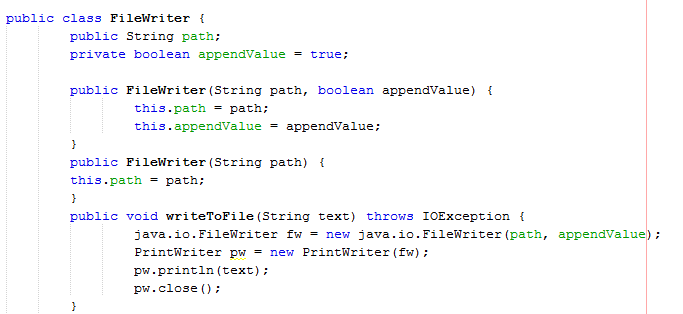 public class FileWriter {
public String path;
private boolean appendValue = true;
public FileWriter(String path, boolean appendValue) {
this.path = path;
this.appendValue = appendValue;
}
public FileWriter(String path) {
this.path = path;
}
public void writeToFile(String text) throws IOException {
java.io.FileWriter fw = new java.io.FileWriter(path, appendValue);
PrintWriter pw = new PrintWriter(fw);
pw.println(text);
pw.close();
}